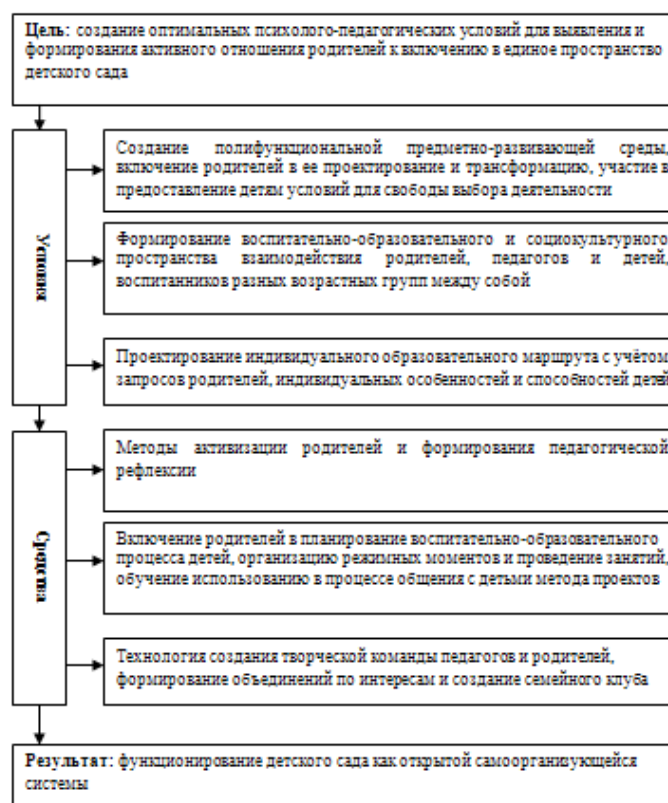 Цель: создание оптимальных психолого-педагогических условий для выявления и
формирования активного отношения родителей к включению в единое пространство
детского сада
Условия
Создание полифункциональной предметно-развивающей среды,
включение родителей в ее проектирование и трансформацию, участие в
предоставление детям условий для свободы выбора деятельности
Формирование воспитательно-образовательного и социокультурного
пространства взаимодействия родителей, педагогов и детей,
воспитанников разных возрастных групп между собой
Проектирование индивидуального образовательного маршрута с учётом
запросов родителей, индивидуальных особенностей и способностей детей
Средства
Методы активизации родителей и формирования педагогической
рефлексии
Включение родителей в планирование воспитательно-образовательного
процесса детей, организацию режимных моментов и проведение занятий,
обучение использованию в процессе общения с детьми метода проектов
Технология создания творческой команды педагогов и родителей,
формирование объединений по интересам и создание семейного клуба
Результат: функционирование детского сада как открытой самоорганизующейся
системы